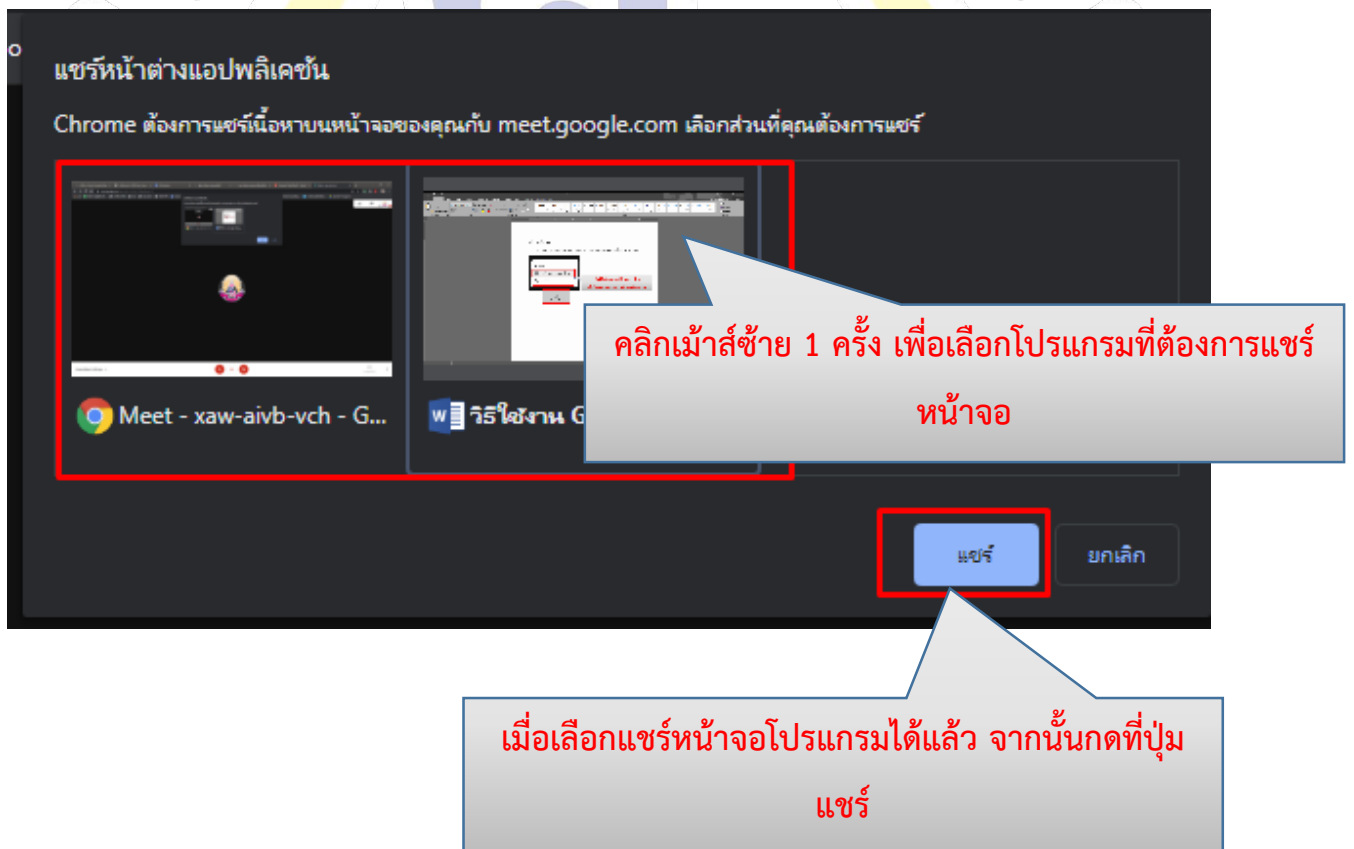 แชร์หน้าต่างแอปพลิเคชัน
Chrome ต้องการแชร์เนื้อหาบนหน้าจอของคุณกับ meet.google.com เลือกส่วนที่คุณต้องการแชร์
คลิกเม้าส์ซ้าย 1 ครั้ง เพื่อเลือกโปรแกรมที่ต้องการแชร์
หน้าจอ
Meet - xaw-aivb-vch - G...
วิธีใช้งาน G
แชร์
ยกเลิก
เมื่อเลือกแชร์หน้าจอโปรแกรมได้แล้ว จากนั้นกดที่ปุ่ม
แชร์